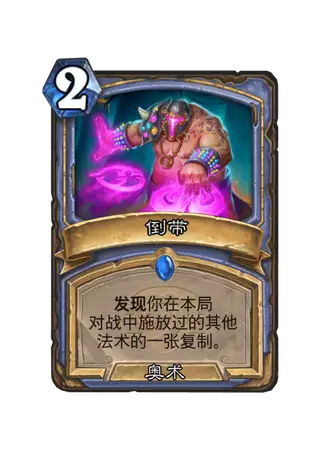 2
倒带
发现你在本局
对战中施放过的其他
法术的一张复制。
奥术